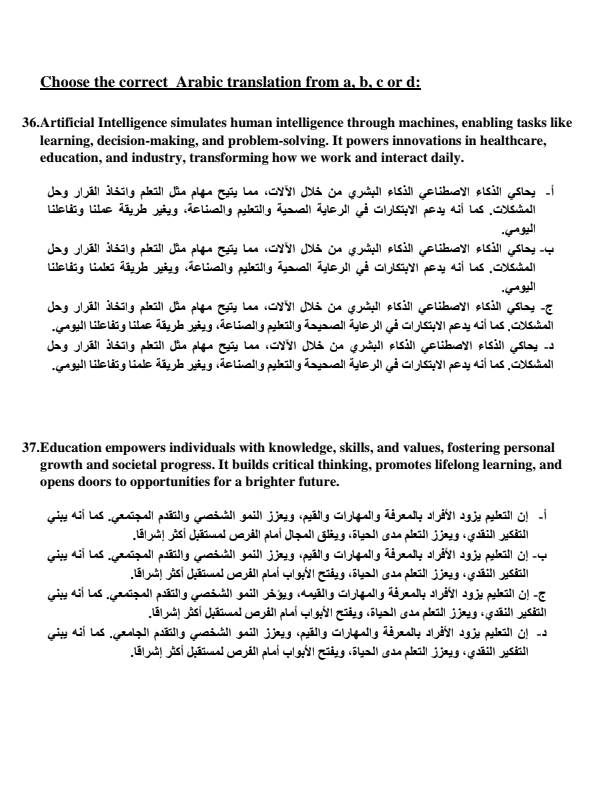 Choose the correct Arabic translation from a, b, c or d:
36.Artificial Intelligence simulates human intelligence through machines, enabling tasks like
learning, decision-making, and problem-solving. It powers innovations in healthcare,
education, and industry, transforming how we work and interact daily.
أ- يحاكي الذكاء الاصطناعي الذكاء البشري من خلال الآلات، مما يتيح مهام مثل التعلم واتخاذ القرار وحل
المشكلات. كما أنه يدعم الابتكارات في الرعاية الصحية والتعليم والصناعة، ويغير طريقة عملنا وتفاعلنا
اليومي.
ب- يحاكي الذكاء الاصطناعي الذكاء البشري من خلال الآلات، مما يتيح مهام مثل التعلم واتخاذ القرار وحل
المشكلات. كما أنه يدعم الابتكارات في الرعاية الصحية والتعليم والصناعة، ويغير طريقة تعلمنا وتفاعلنا
اليومي.
ج- يحاكي الذكاء الاصطناعي الذكاء البشري من خلال الآلات، مما يتيح مهام مثل التعلم واتخاذ القرار وحل
المشكلات. كما أنه يدعم الابتكارات في الرعاية الصحيحة والتعليم والصناعة، ويغير طريقة عملنا وتفاعلنا اليومي.
د- يحاكي الذكاء الاصطناعي الذكاء البشري من خلال الآلات، مما يتيح مهام مثل التعلم واتخاذ القرار وحل
المشكلات. كما أنه يدعم الابتكارات في الرعاية الصحيحة والتعليم والصناعة، ويغير طريقة علمنا وتفاعلنا اليومي.
37.Education empowers individuals with knowledge, skills, and values, fostering personal
growth and societal progress. It builds critical thinking, promotes lifelong learning, and
opens doors to opportunities for a brighter future.
أ- إن التعليم يزود الأفراد بالمعرفة والمهارات والقيم، ويعزز النمو الشخصي والتقدم المجتمعي. كما أنه يبني
التفكير النقدي، ويعزز التعلم مدى الحياة، ويغلق المجال أمام الفرص لمستقبل أكثر إشراقا.
ب- إن التعليم يزود الأفراد بالمعرفة والمهارات والقيم، ويعزز النمو الشخصي والتقدم المجتمعي. كما أنه يبني
التفكير النقدي، ويعزز التعلم مدى الحياة، ويفتح الأبواب أمام الفرص لمستقبل أكثر إشراقا.
ج- إن التعليم يزود الأفراد بالمعرفة والمهارات والقيمه، ويؤخر النمو الشخصي والتقدم المجتمعي. كما أنه يبني
التفكير النقدي، ويعزز التعلم مدى الحياة، ويفتح الأبواب أمام الفرص لمستقبل أكثر إشراقا.
د- إن التعليم يزود الأفراد بالمعرفة والمهارات والقيم، ويعزز النمو الشخصي والتقدم الجامعي. كما أنه يبني
التفكير النقدي، ويعزز التعلم مدى الحياة، ويفتح الأبواب أمام الفرص لمستقبل أكثر إشراقا.